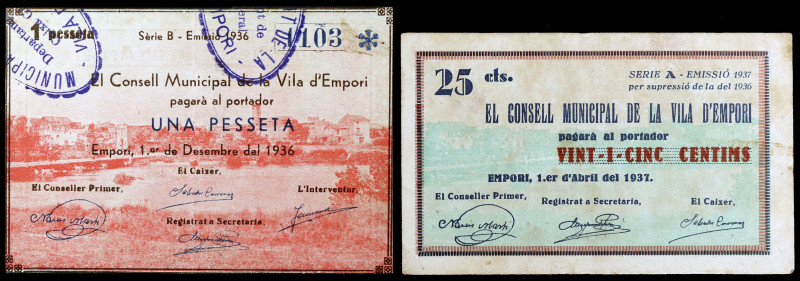 1 pesseta
Sèrie B - Emissió 1936
1103
El Consell Municipal de la Vila d'Empori
pagarà al portador
UNA PESSETA
Empori, 1.er de Desembre del 1936
El Caixer,
El Conseller Primer,
L'Interventor,
Registrat a Secretaria,
MUNICIPA
25 cts.
SERIE A - EMISSIÓ 1937
per supressió de la del 1936
EL CONSELL MUNICIPAL DE LA VILA D'EMPORI
pagarà al portador
VINT-I-CINC CENTIMS
EMPORI, 1.er d'Abril del 1937.
El Conseller Primer,
Registrat a Secretaria,
El Caixer,